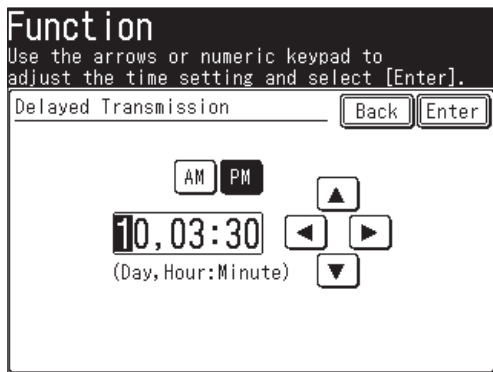 Function
Use the arrows or numeric keypad to
adjust the time setting and select [Enter].
Delayed Transmission Back Enter
AM PM
10,03:30
(Day,Hour:Minute)